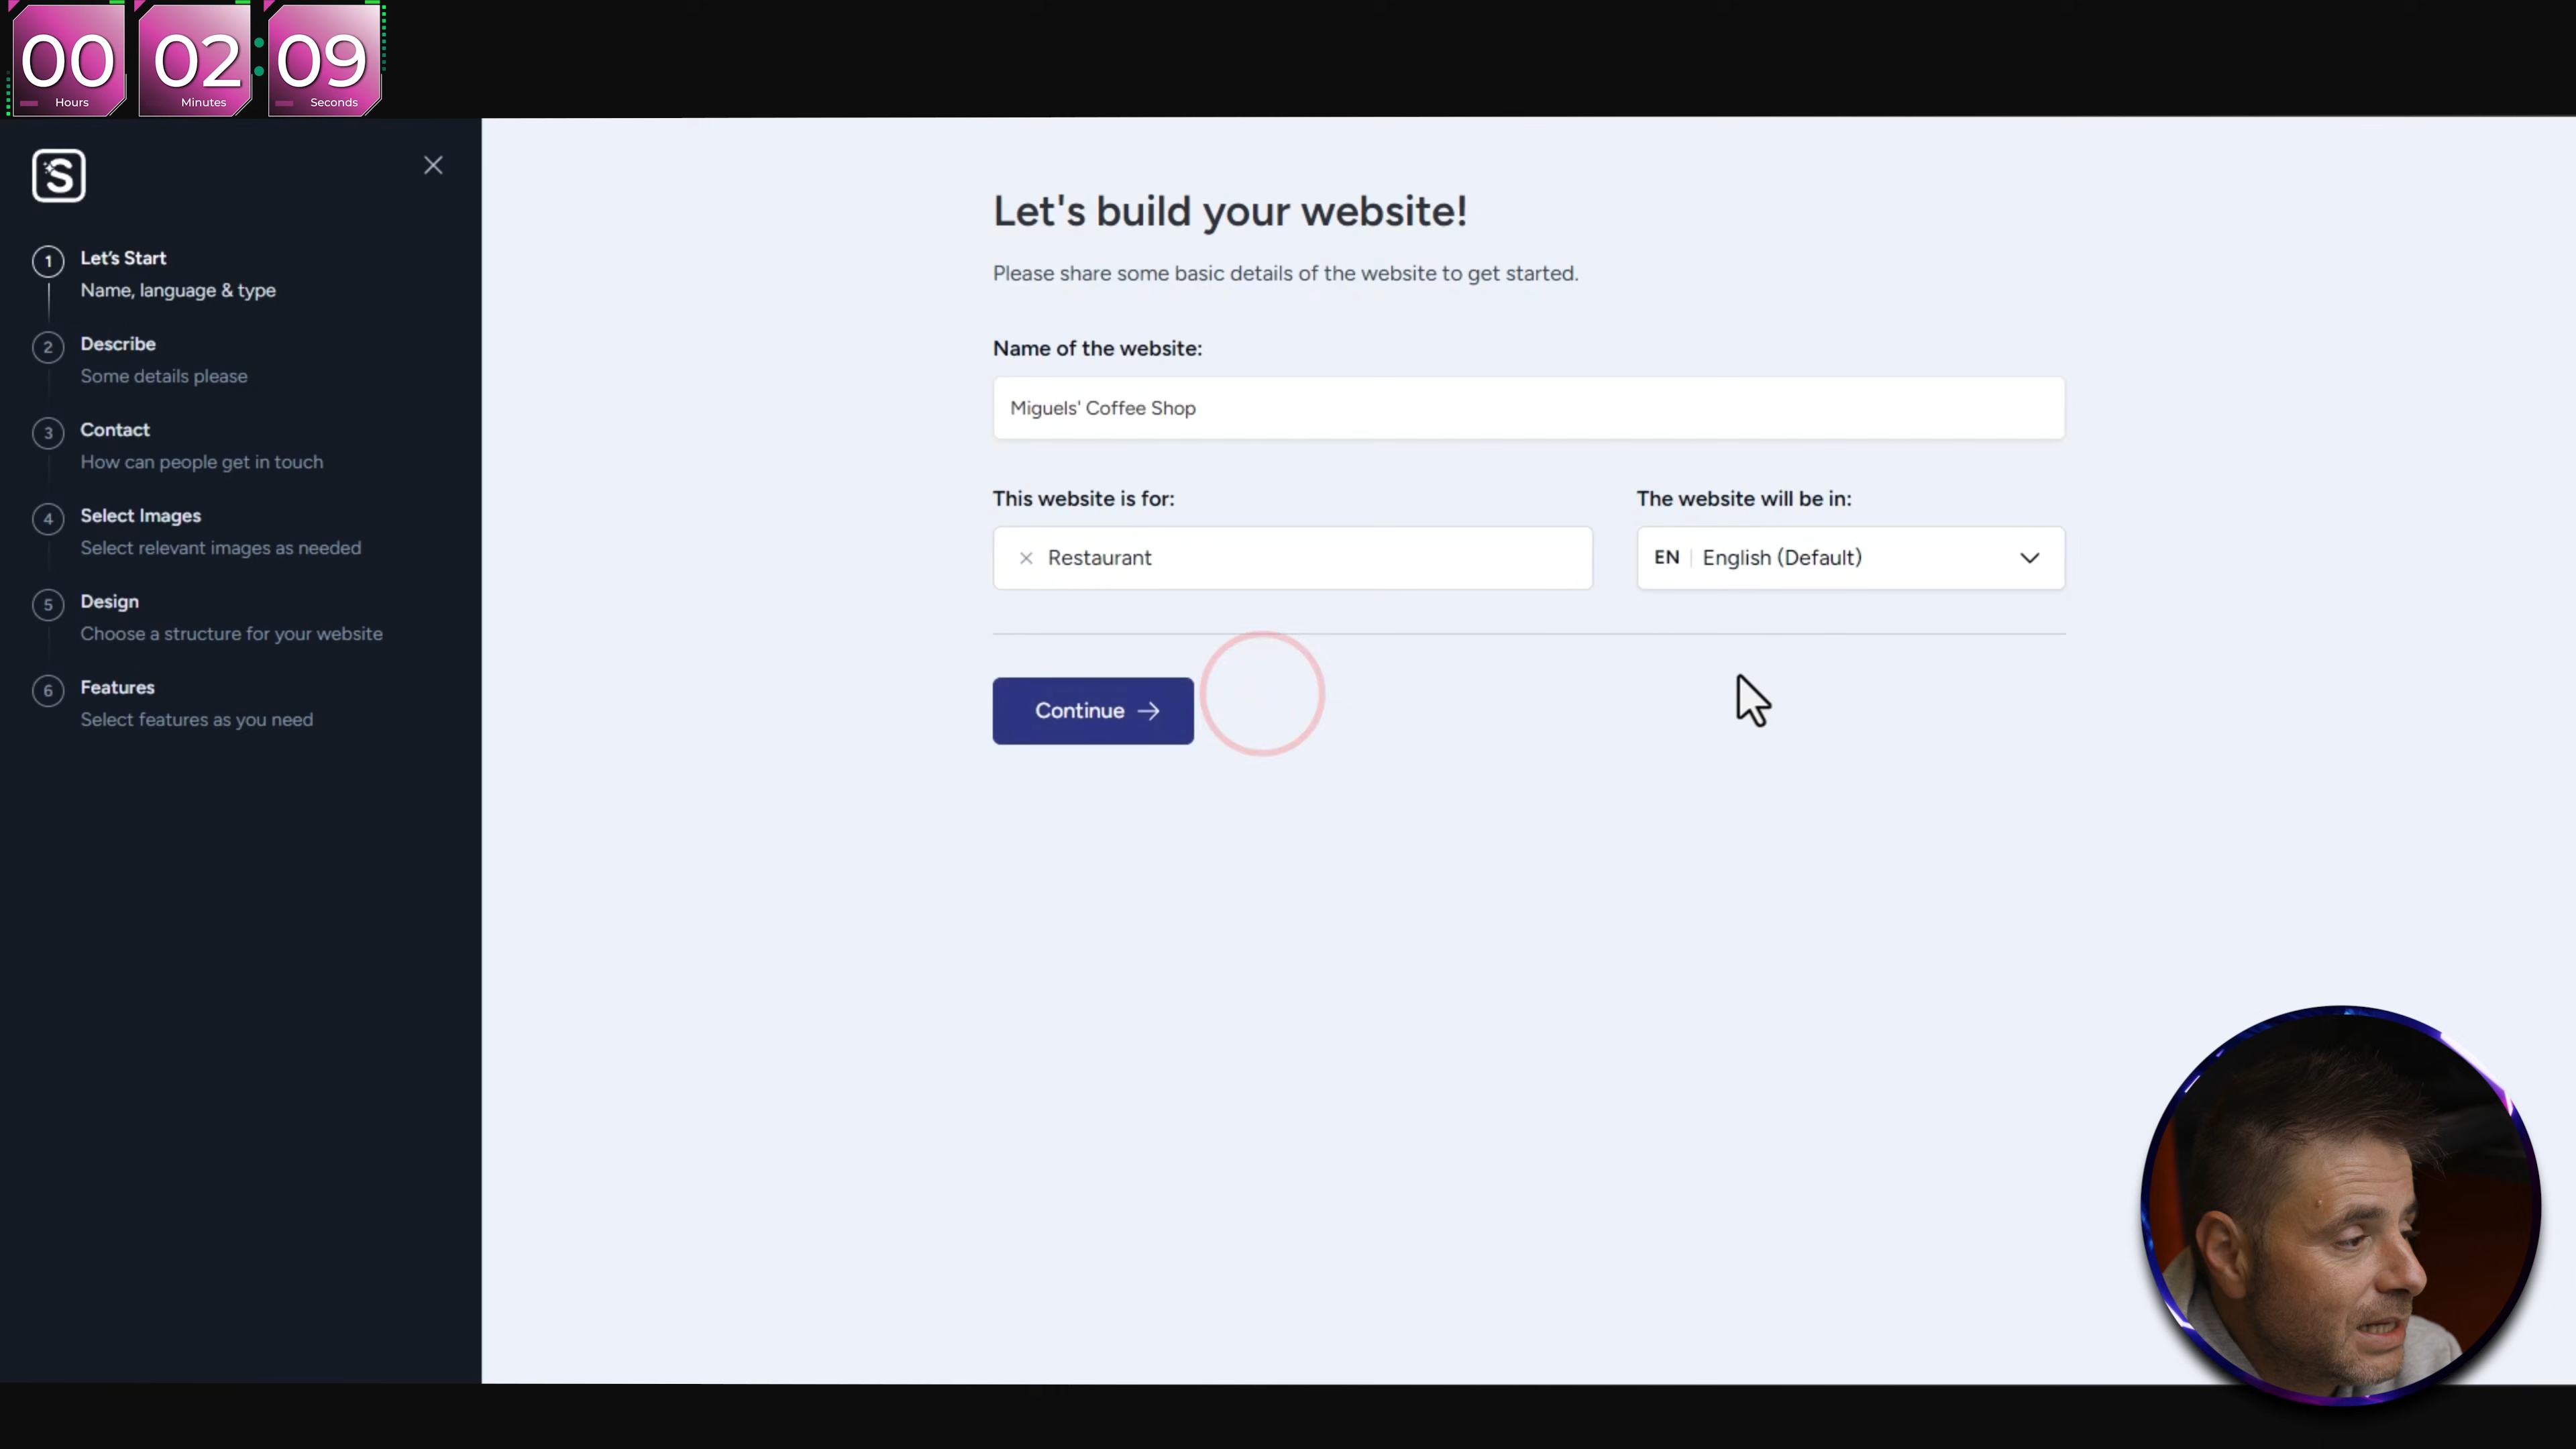 00 02 : 09
Hours Minutes Seconds
S
1 Let's Start
Name, language & type
2 Describe
Some details please
3 Contact
How can people get in touch
4 Select Images
Select relevant images as needed
5 Design
Choose a structure for your website
6 Features
Select features as you need
Let's build your website!
Please share some basic details of the website to get started.
Name of the website:
Miguels' Coffee Shop
This website is for:
× Restaurant
The website will be in:
EN | English (Default)
Continue →